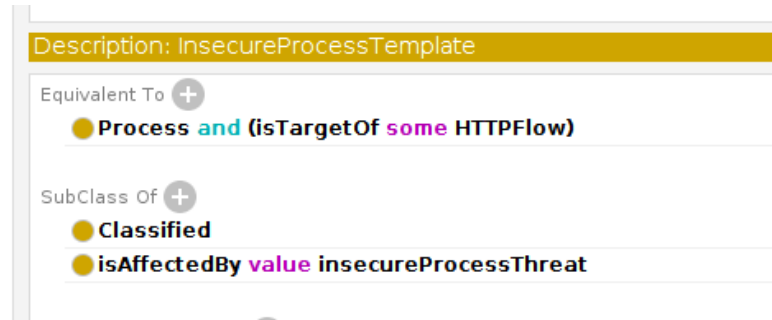 Description: InsecureProcessTemplate
Equivalent To
Process and (isTargetOf some HTTPFlow)
SubClass Of
Classified
isAffectedBy value insecureProcessThreat